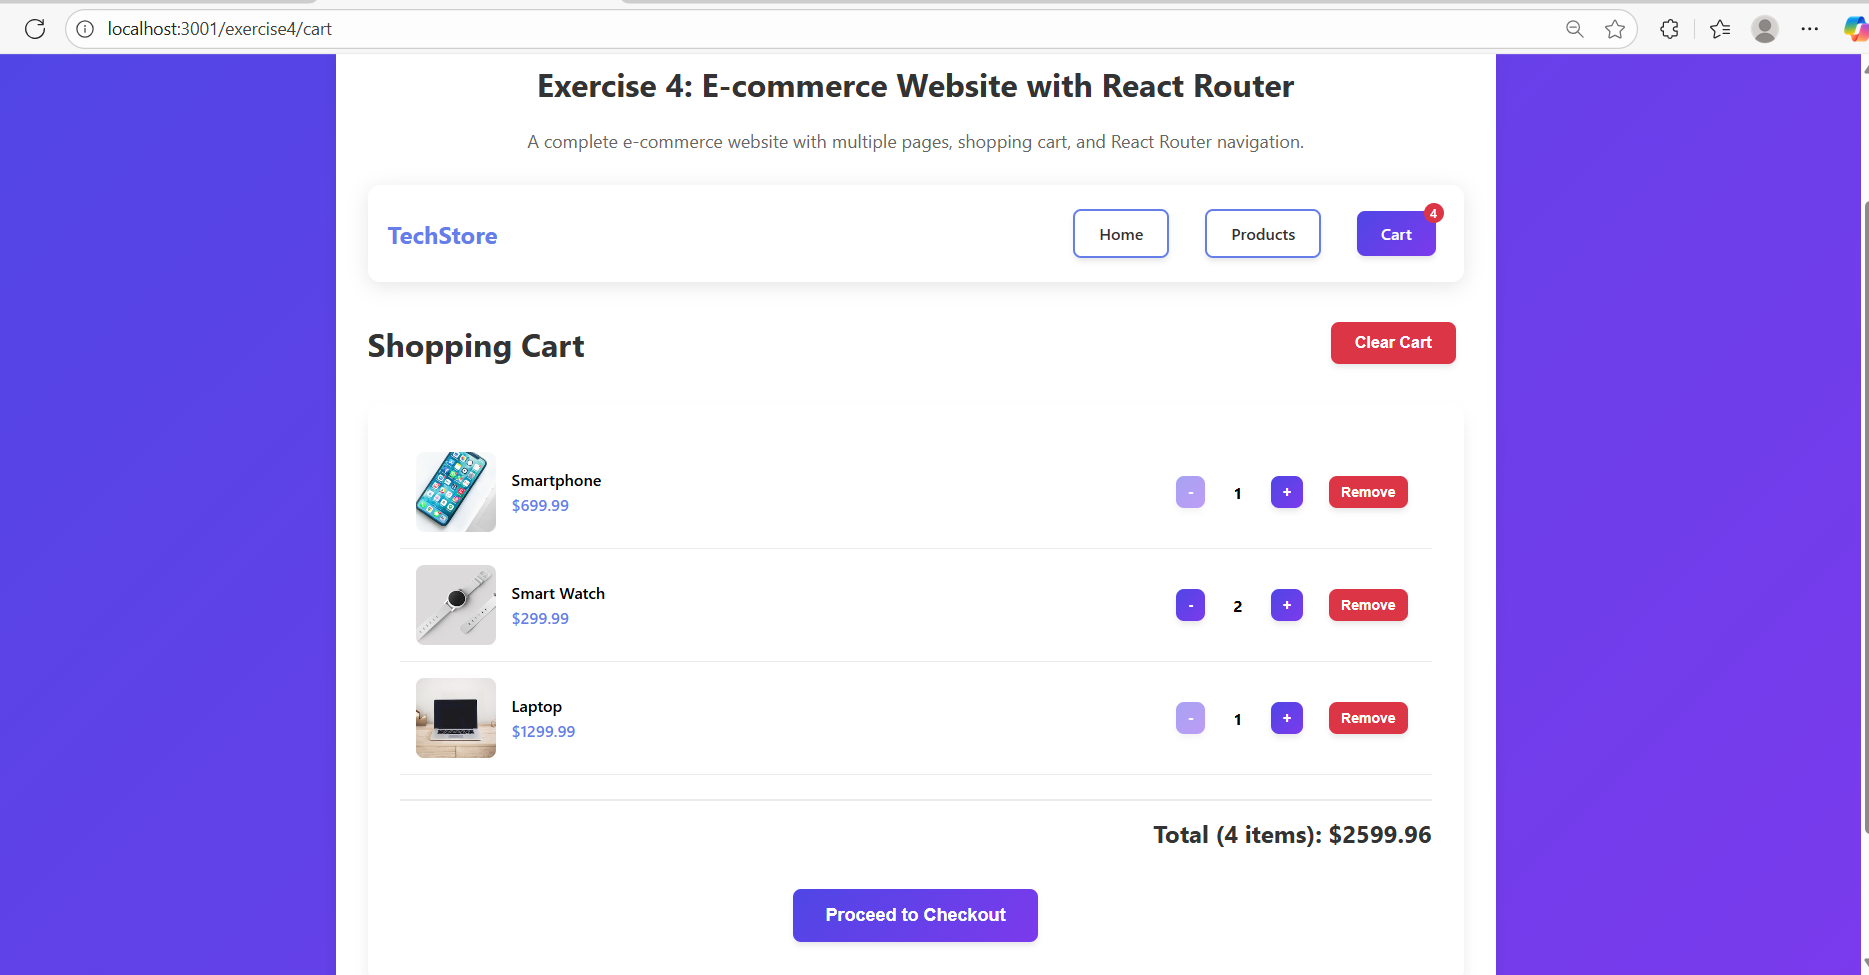 localhost:3001/exercise4/cart
Exercise 4: E-commerce Website with React Router
A complete e-commerce website with multiple pages, shopping cart, and React Router navigation.
TechStore
Home
Products
Cart
4
Shopping Cart
Clear Cart
Smartphone
$699.99
- 1 + Remove
Smart Watch
$299.99
- 2 + Remove
Laptop
$1299.99
- 1 + Remove
Total (4 items): $2599.96
Proceed to Checkout